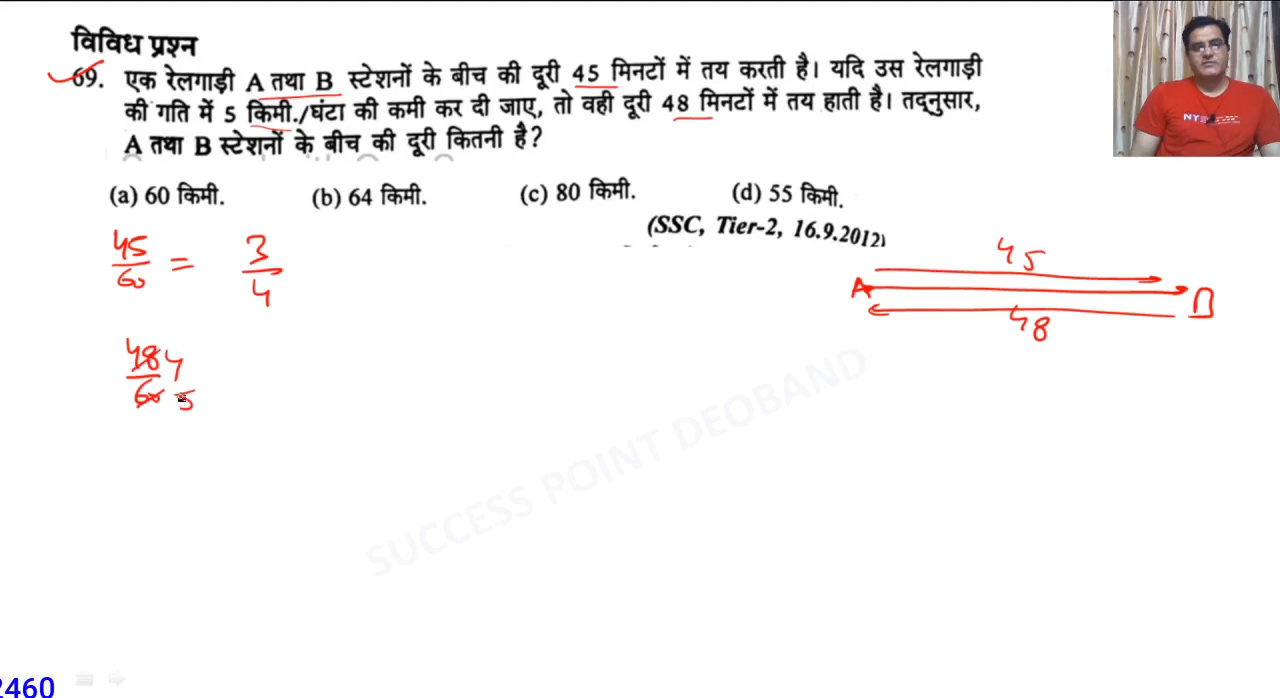 विविध प्रश्न
69. एक रेलगाड़ी A तथा B स्टेशनों के बीच की दूरी 45 मिनटों में तय करती है। यदि उस रेलगाड़ी
की गति में 5 किमी./घंटा की कमी कर दी जाए, तो वही दूरी 48 मिनटों में तय हाती है। तद्नुसार,
A तथा B स्टेशनों के बीच की दूरी कितनी है?
(a) 60 किमी. (b) 64 किमी. (c) 80 किमी. (d) 55 किमी.
(SSC, Tier-2, 16.9.2012)
45/60 = 3/4
45
A B
48
48/60 4/5
SUCCESS POINT DEOBAND
NY
2460